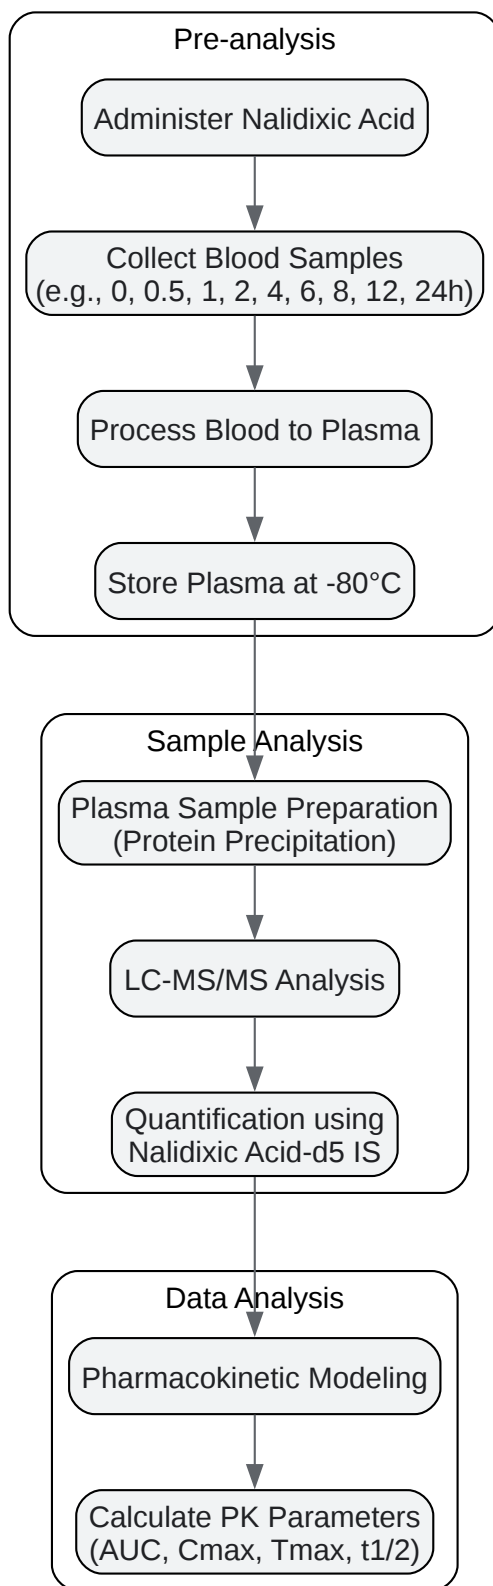 Pre-analysis
Administer Nalidixic Acid
Collect Blood Samples
(e.g., 0, 0.5, 1, 2, 4, 6, 8, 12, 24h)
Process Blood to Plasma
Store Plasma at -80°C
Sample Analysis
Plasma Sample Preparation
(Protein Precipitation)
LC-MS/MS Analysis
Quantification using
Nalidixic Acid-d5 IS
Data Analysis
Pharmacokinetic Modeling
Calculate PK Parameters
(AUC, Cmax, Tmax, t1/2)